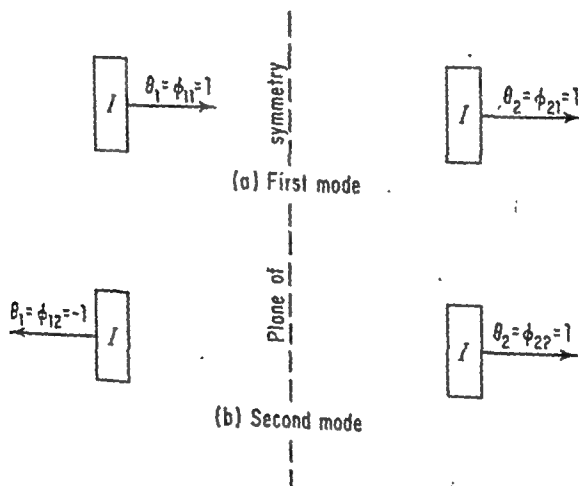 θ₁=ϕ₁₁=1
I
θ₂=ϕ₂₁=1
I
symmetry
(a) First mode
Plane of
θ₁=ϕ₁₂=-1
I
θ₂=ϕ₂₂=1
I
(b) Second mode